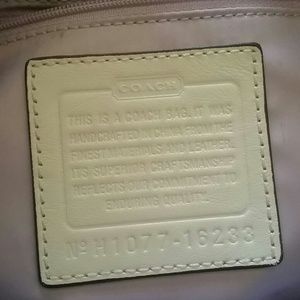 COACH
THIS IS A COACH BAG. IT WAS
HANDCRAFTED IN CHINA FROM THE
FINEST MATERIALS AND LEATHER.
ITS SUPERIOR CRAFTSMANSHIP
REFLECTS OUR COMMITMENT TO
ENDURING QUALITY.
Nº H1077-16233